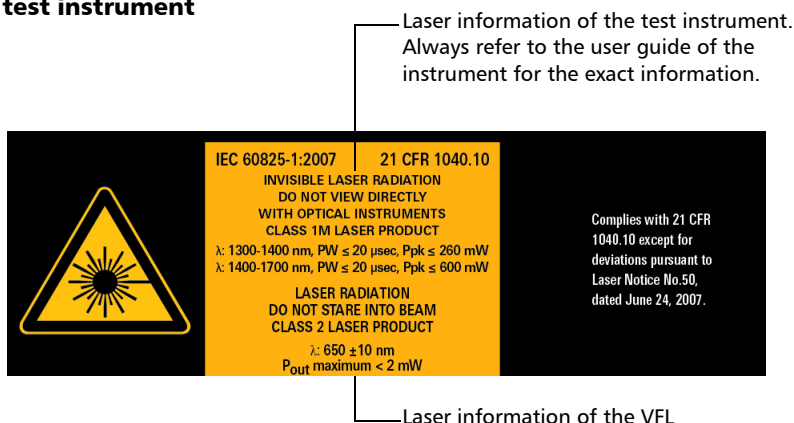 test instrument
Laser information of the test instrument.
Always refer to the user guide of the
instrument for the exact information.
IEC 60825-1:2007 21 CFR 1040.10
INVISIBLE LASER RADIATION
DO NOT VIEW DIRECTLY
WITH OPTICAL INSTRUMENTS
CLASS 1M LASER PRODUCT
λ: 1300-1400 nm, PW ≤ 20 µsec, Ppk ≤ 260 mW
λ: 1400-1700 nm, PW ≤ 20 µsec, Ppk ≤ 600 mW
LASER RADIATION
DO NOT STARE INTO BEAM
CLASS 2 LASER PRODUCT
λ: 650 ±10 nm
Pout maximum < 2 mW
Complies with 21 CFR
1040.10 except for
deviations pursuant to
Laser Notice No.50,
dated June 24, 2007.
Laser information of the VFL